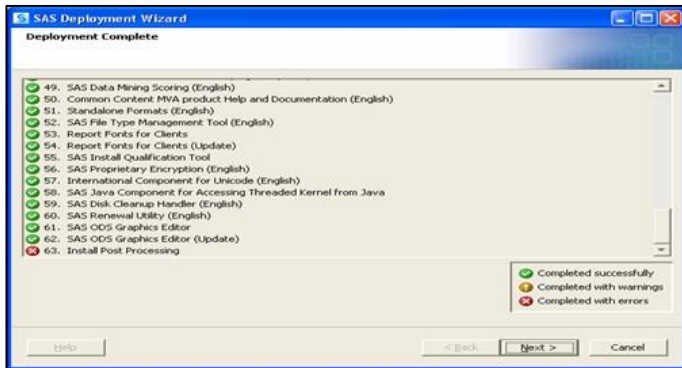 SAS Deployment Wizard
Deployment Complete
49. SAS Data Mining Scoring (English)
50. Common Content MVA product Help and Documentation (English)
51. Standalone Formats (English)
52. SAS File Type Management Tool (English)
53. Report Fonts for Clients
54. Report Fonts for Clients (Update)
55. SAS Install Qualification Tool
56. SAS Proprietary Encryption (English)
57. International Component for Unicode (English)
58. SAS Java Component for Accessing Threaded Kernel from Java
59. SAS Disk Cleanup Handler (English)
60. SAS Renewal Utility (English)
61. SAS ODS Graphics Editor
62. SAS ODS Graphics Editor (Update)
63. Install Post Processing
Completed successfully
Completed with warnings
Completed with errors
Help
< Back
Next >
Cancel